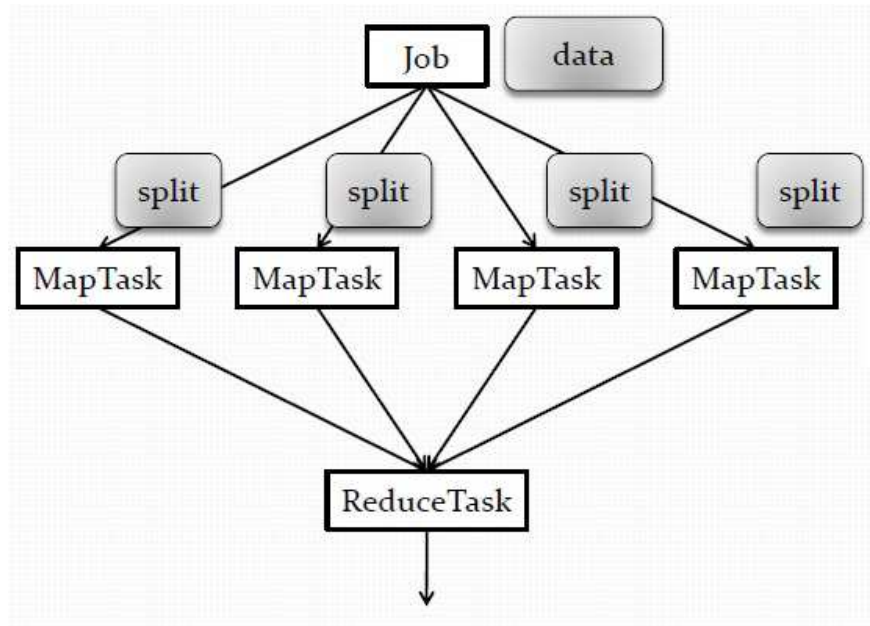 Job
data
split
split
split
split
MapTask
MapTask
MapTask
MapTask
ReduceTask